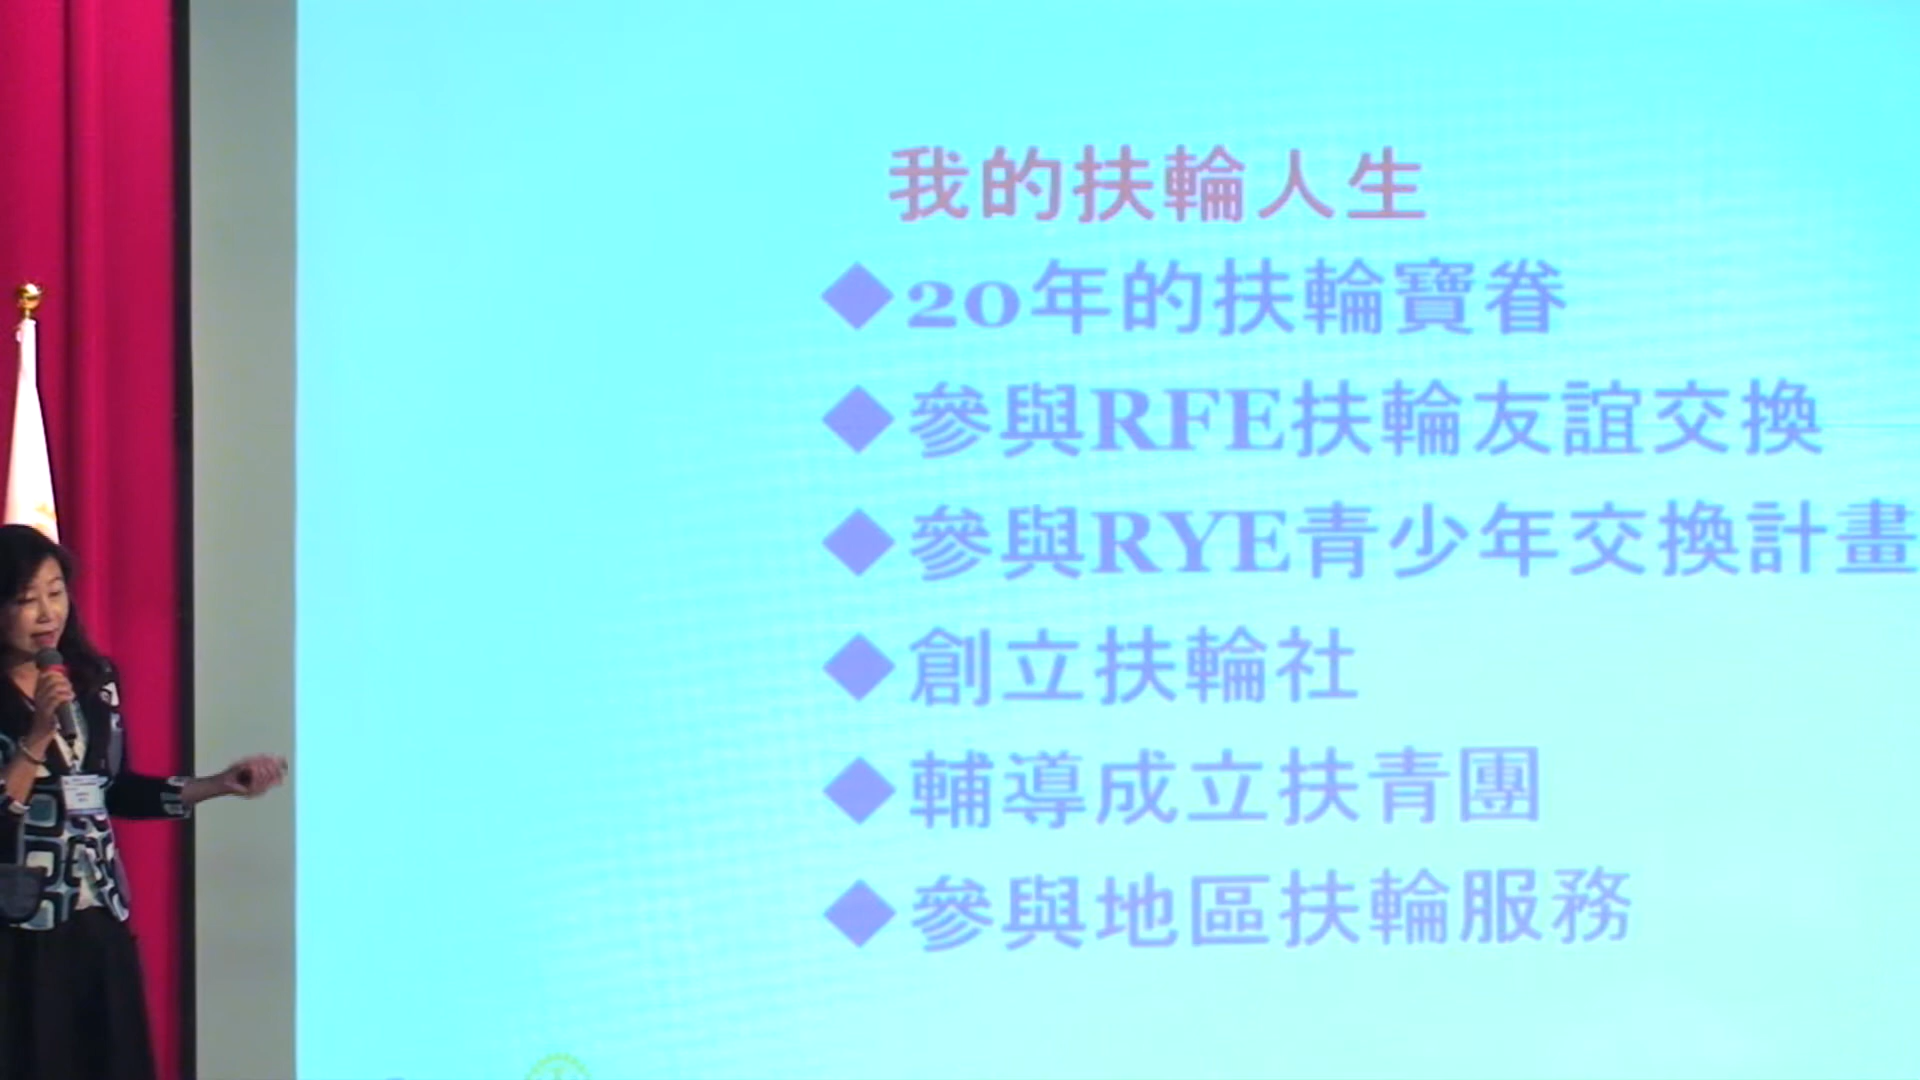 我的扶輪人生
◆20年的扶輪寶眷
◆參與RFE扶輪友誼交換
◆參與RYE青少年交換計畫
◆創立扶輪社
◆輔導成立扶青團
◆參與地區扶輪服務